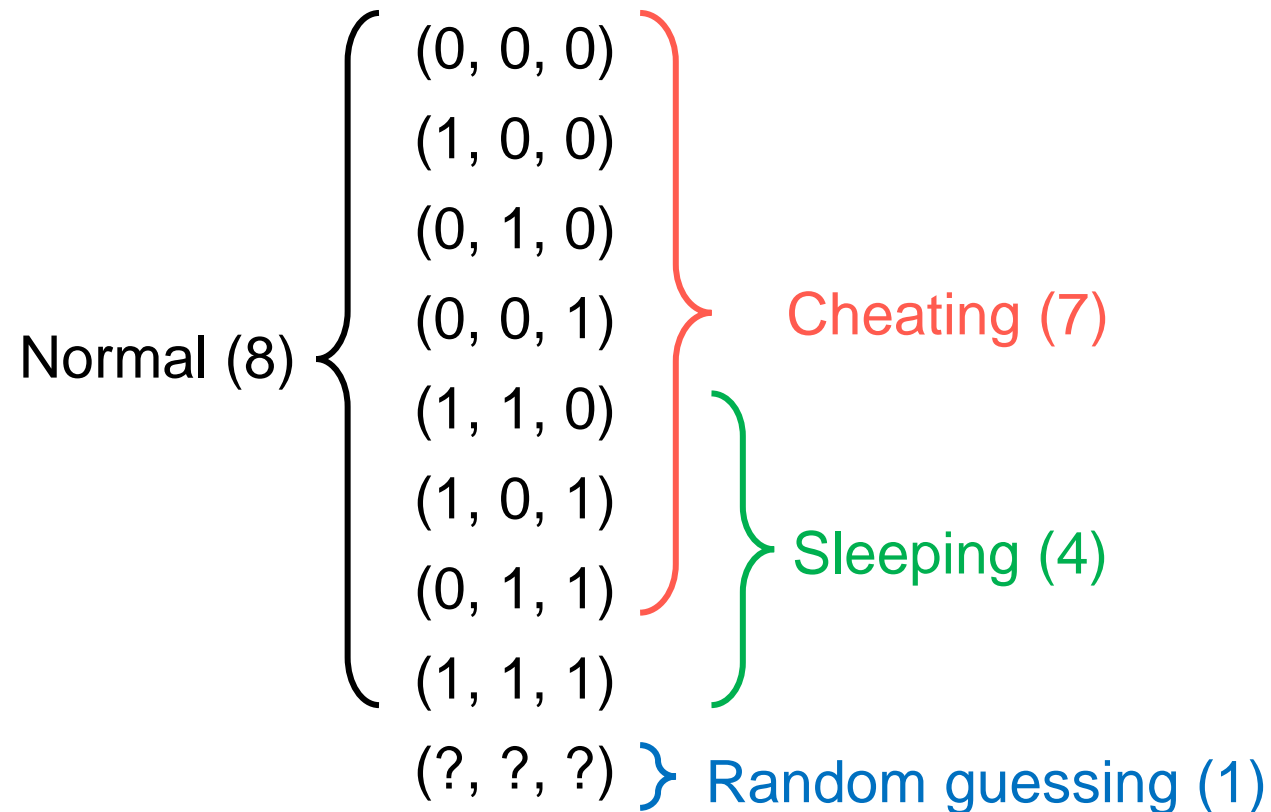 (0, 0, 0)
(1, 0, 0)
(0, 1, 0)
(0, 0, 1)
Cheating (7)
Normal (8)
(1, 1, 0)
(1, 0, 1)
Sleeping (4)
(0, 1, 1)
(1, 1, 1)
(?, ?, ?)
Random guessing (1)